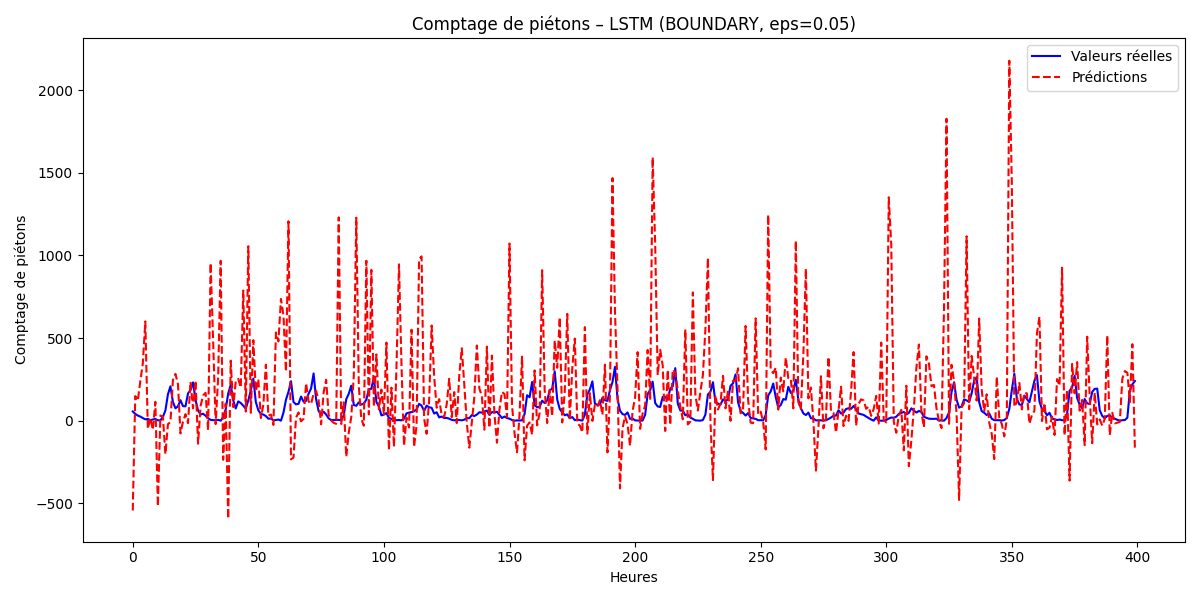 Comptage de piétons – LSTM (BOUNDARY, eps=0.05)
Valeurs réelles
Prédictions
Comptage de piétons
2000
1500
1000
500
0
−500
0 50 100 150 200 250 300 350 400
Heures